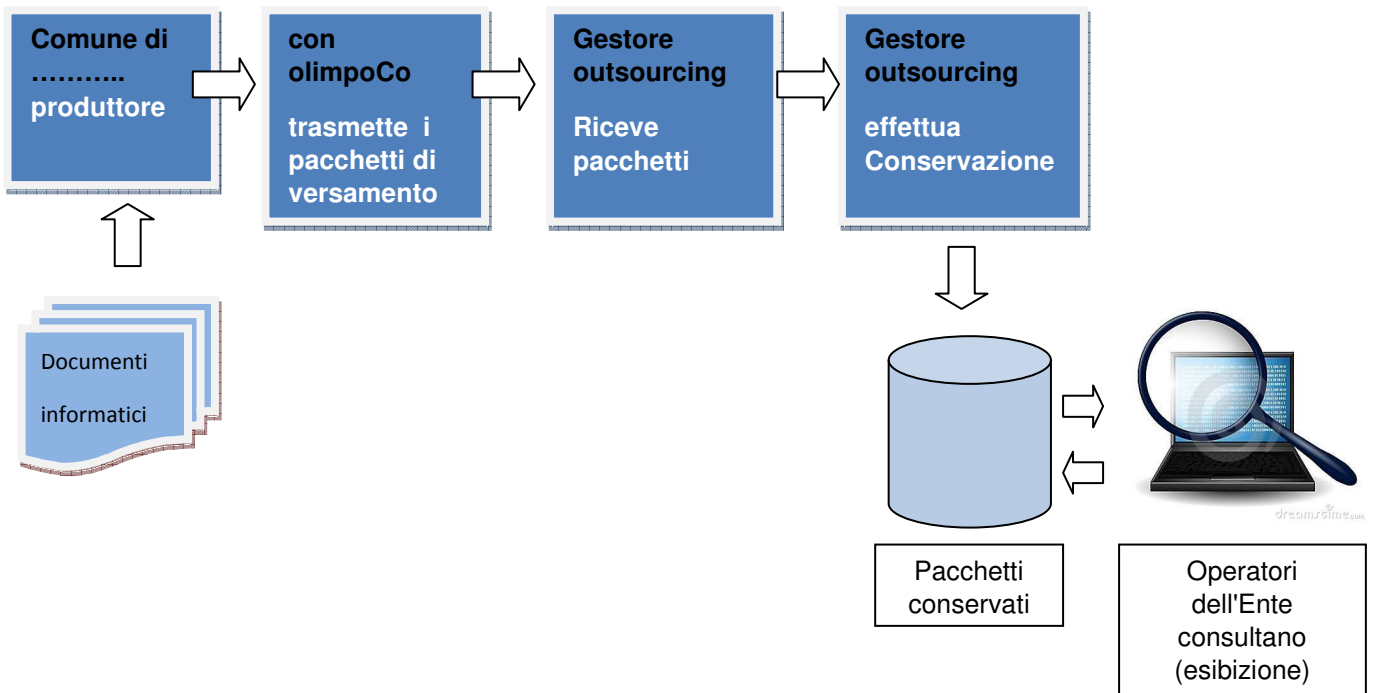 Comune di
………..
produttore
con
olimpoCo
trasmette i
pacchetti di
versamento
Gestore
outsourcing
Riceve
pacchetti
Gestore
outsourcing
effettua
Conservazione
Documenti
informatici
dreamstime.com
Pacchetti
conservati
Operatori
dell'Ente
consultano
(esibizione)